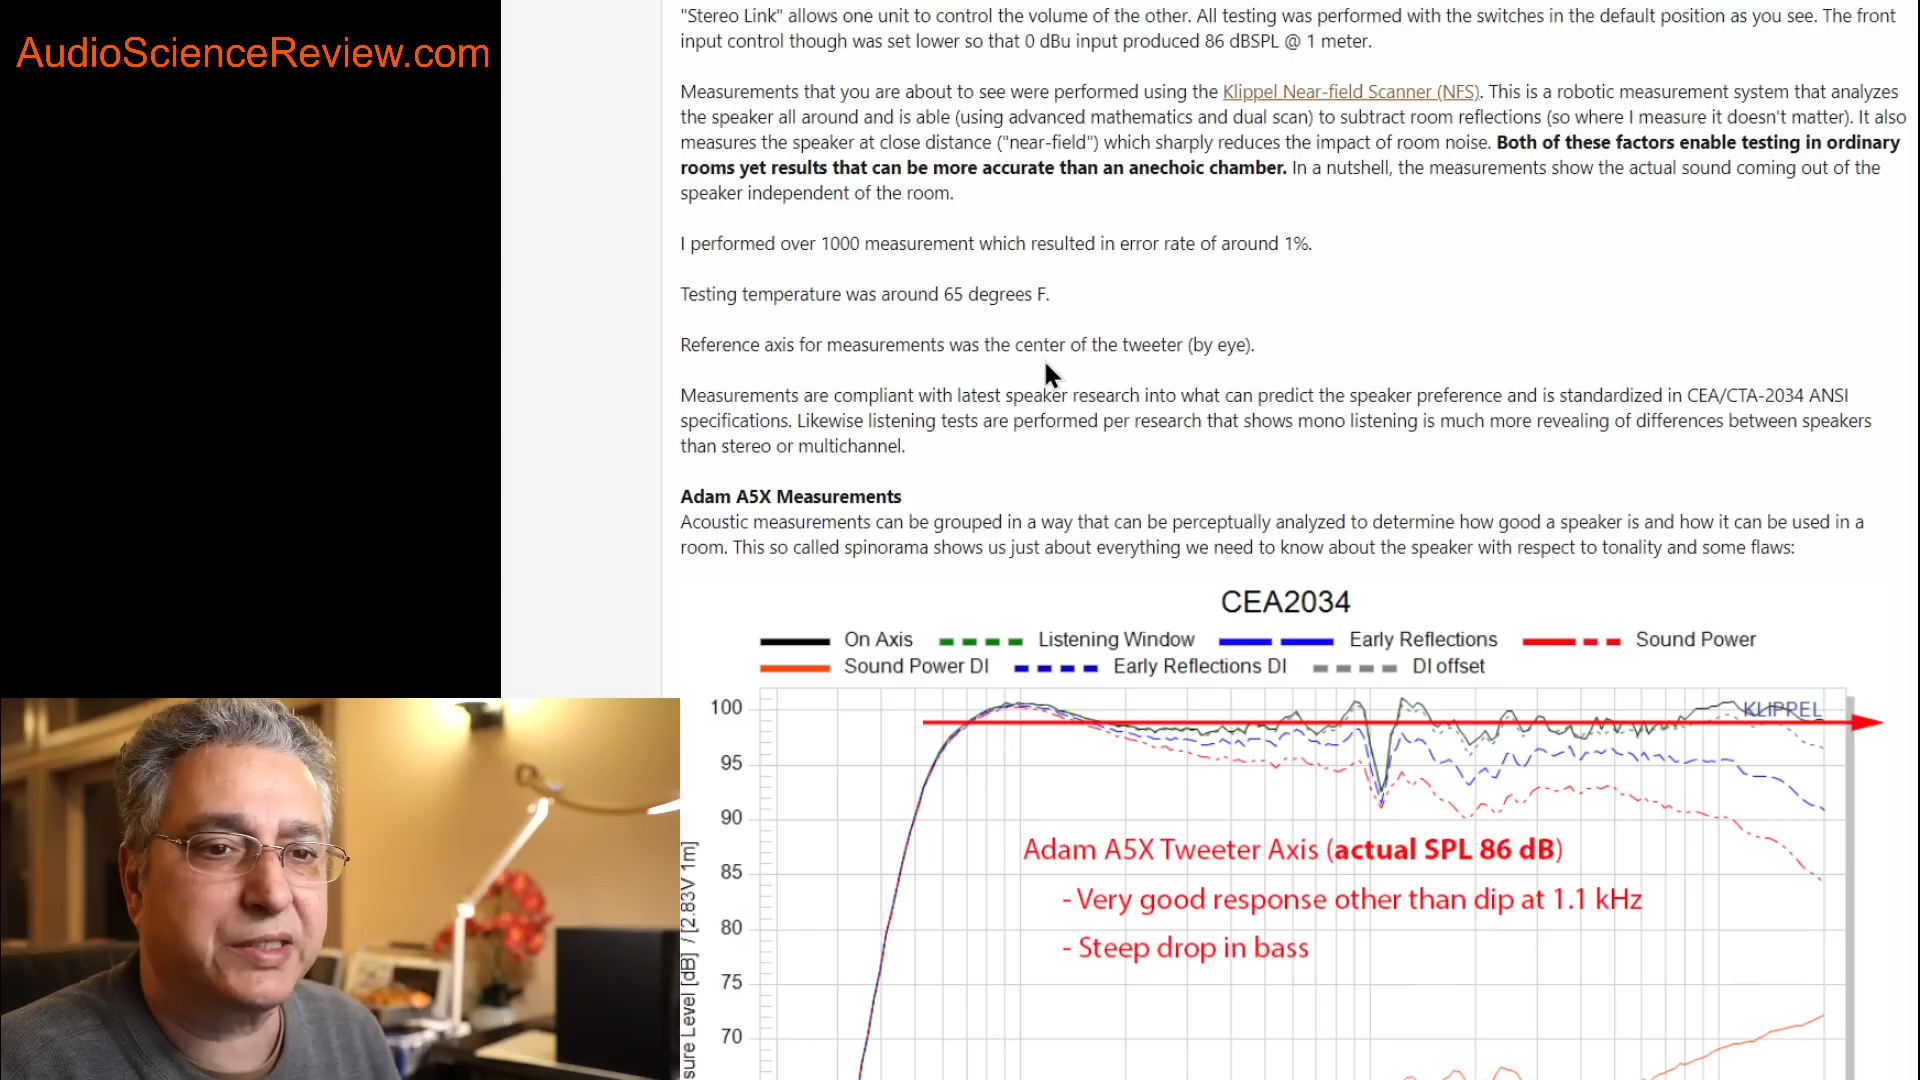 AudioScienceReview.com
"Stereo Link" allows one unit to control the volume of the other. All testing was performed with the switches in the default position as you see. The front
input control though was set lower so that 0 dBu input produced 86 dBSPL @ 1 meter.
Measurements that you are about to see were performed using the Klippel Near-field Scanner (NFS). This is a robotic measurement system that analyzes
the speaker all around and is able (using advanced mathematics and dual scan) to subtract room reflections (so where I measure it doesn't matter). It also
measures the speaker at close distance ("near-field") which sharply reduces the impact of room noise. Both of these factors enable testing in ordinary
rooms yet results that can be more accurate than an anechoic chamber. In a nutshell, the measurements show the actual sound coming out of the
speaker independent of the room.
I performed over 1000 measurement which resulted in error rate of around 1%.
Testing temperature was around 65 degrees F.
Reference axis for measurements was the center of the tweeter (by eye).
Measurements are compliant with latest speaker research into what can predict the speaker preference and is standardized in CEA/CTA-2034 ANSI
specifications. Likewise listening tests are performed per research that shows mono listening is much more revealing of differences between speakers
than stereo or multichannel.
Adam A5X Measurements
Acoustic measurements can be grouped in a way that can be perceptually analyzed to determine how good a speaker is and how it can be used in a
room. This so called spinorama shows us just about everything we need to know about the speaker with respect to tonality and some flaws:
CEA2034
On Axis Listening Window Early Reflections Sound Power
Sound Power DI Early Reflections DI DI offset
100
KLIPPEL
95
90
Adam A5X Tweeter Axis (actual SPL 86 dB)
85
- Very good response other than dip at 1.1 kHz
80
- Steep drop in bass
75
70
sure Level [dB] / [2.83V 1m]